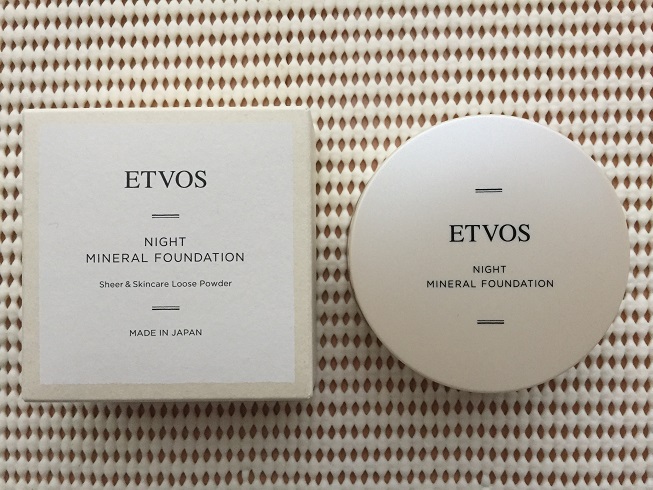 ETVOS
NIGHT
MINERAL FOUNDATION
Sheer & Skincare Loose Powder
MADE IN JAPAN
ETVOS
NIGHT
MINERAL FOUNDATION